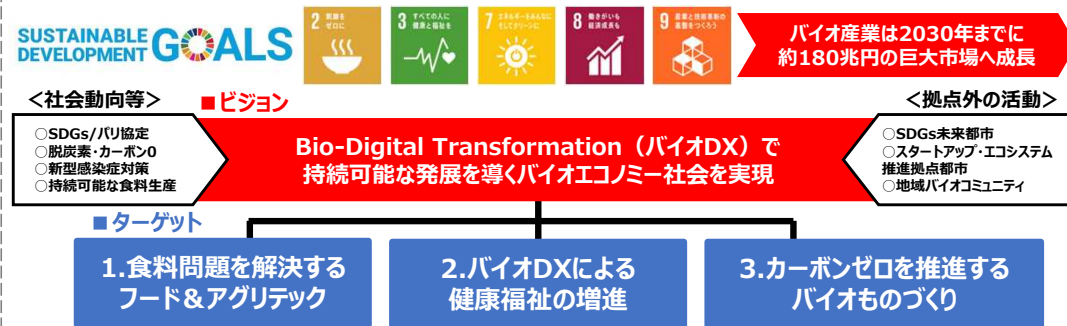 SUSTAINABLE
DEVELOPMENT
GOALS
2 飢餓を
ゼロに
3 すべての人に
健康と福祉を
7 エネルギーをみんなに
そしてクリーンに
8 働きがいも
経済成長も
9 産業と技術革新の
基盤をつくろう
バイオ産業は2030年までに
約180兆円の巨大市場へ成長
<社会動向等>
■ビジョン
<拠点外の活動>
○SDGs/パリ協定
○脱炭素・カーボン0
○新型感染症対策
○持続可能な食料生産
Bio-Digital Transformation(バイオDX)で
持続可能な発展を導くバイオエコノミー社会を実現
○SDGs未来都市
○スタートアップ・エコシステム
推進拠点都市
○地域バイオコミュニティ
■ターゲット
1.食料問題を解決する
フード&アグリテック
2.バイオDXによる
健康福祉の増進
3.カーボンゼロを推進する
バイオものづくり